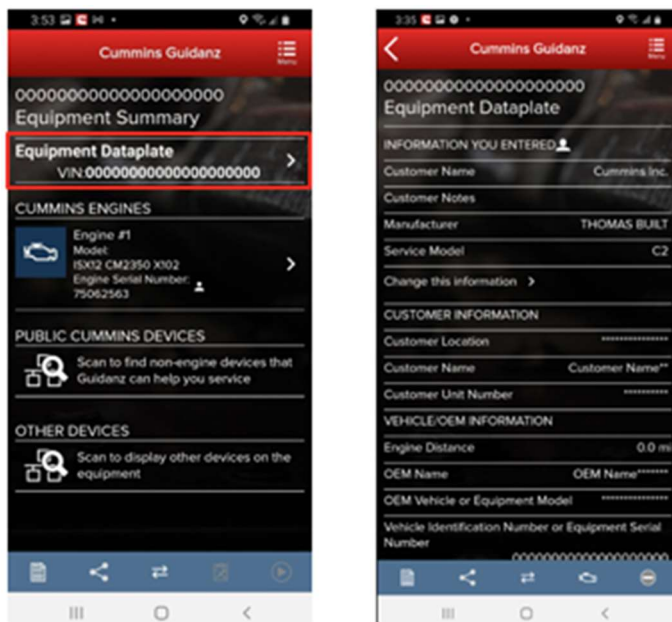 3:53
Cummins Guidanz
Menu
00000000000000000000
Equipment Summary
Equipment Dataplate
VIN:00000000000000000000
CUMMINS ENGINES
Engine #1
Model:
ISX12 CM2350 X102
Engine Serial Number:
75062563
PUBLIC CUMMINS DEVICES
Scan to find non-engine devices that
Guidanz can help you service
OTHER DEVICES
Scan to display other devices on the
equipment
3:35
Cummins Guidanz
Menu
00000000000000000000
Equipment Dataplate
INFORMATION YOU ENTERED
Customer Name Cummins Inc.
Customer Notes
Manufacturer THOMAS BUILT
Service Model C2
Change this information >
CUSTOMER INFORMATION
Customer Location ***************
Customer Name Customer Name**
Customer Unit Number **********
VEHICLE/OEM INFORMATION
Engine Distance 0.0 mi
OEM Name OEM Name*******
OEM Vehicle or Equipment Model ***************
Vehicle Identification Number or Equipment Serial
Number
00000000000000000000